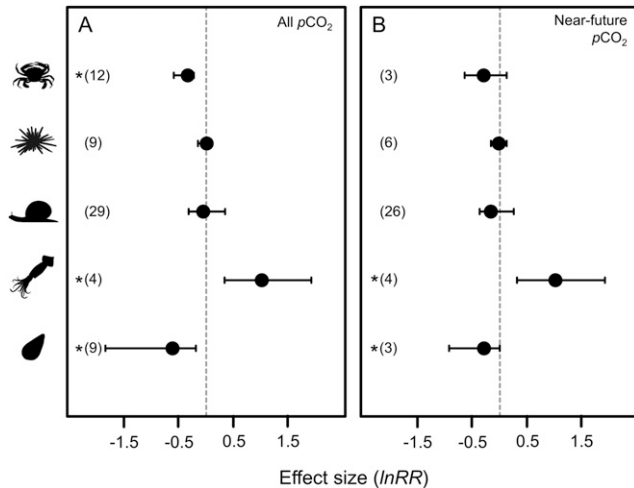 A
All pCO₂
*(12)
(9)
(29)
*(4)
*(9)
-1.5 -0.5 0.5 1.5
B
Near-future
pCO₂
(3)
(6)
(26)
*(4)
*(3)
-1.5 -0.5 0.5 1.5
Effect size (lnRR)